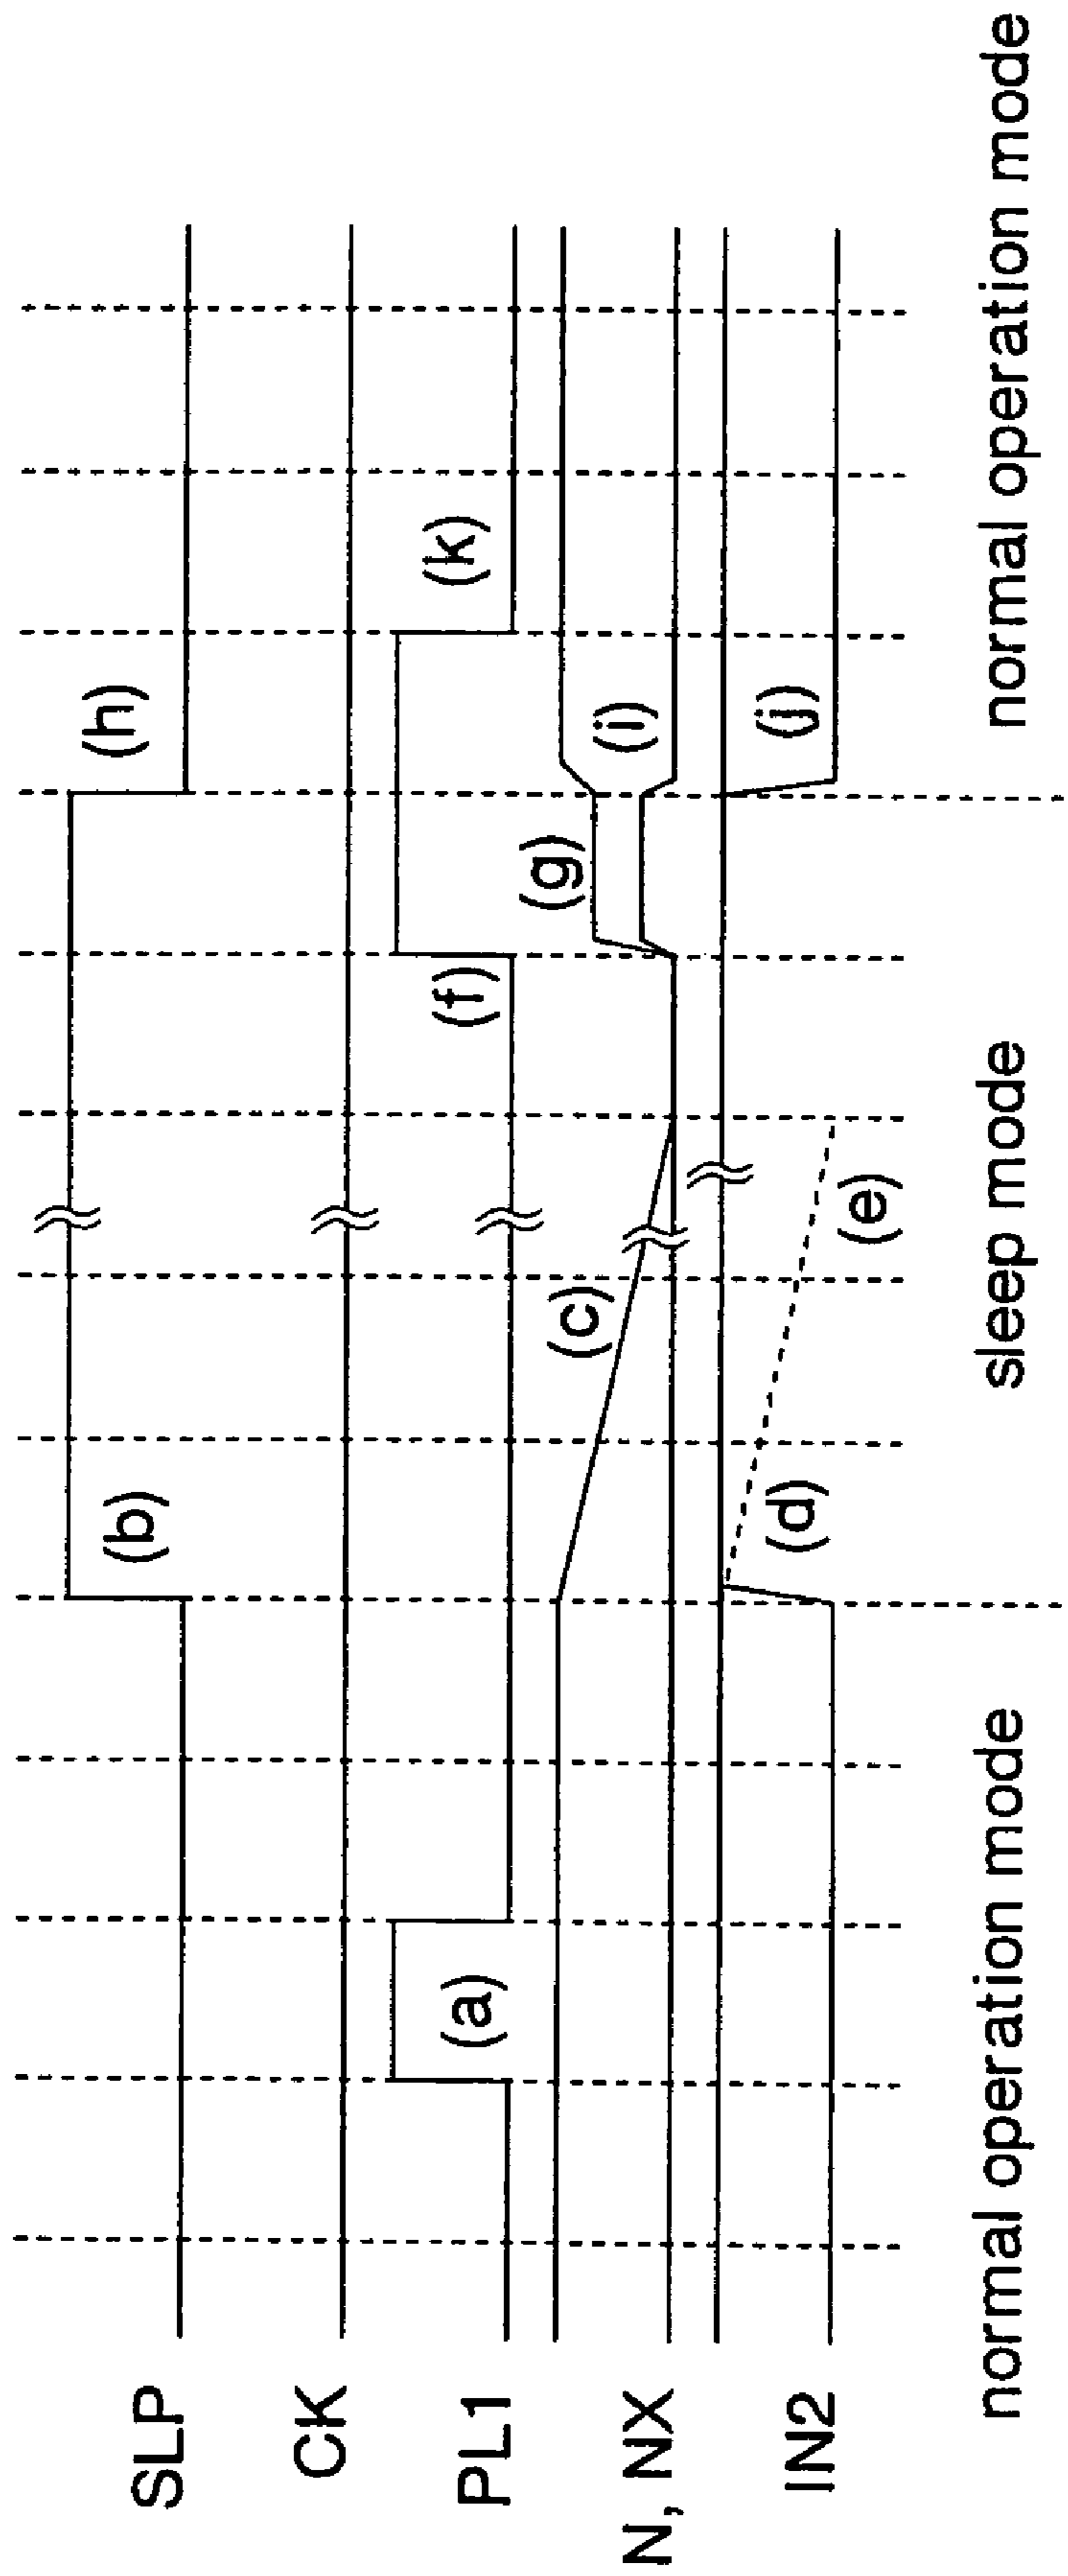 SLP
(b)
(h)
CK
PL1
(a)
(f)
(k)
N, NX
(c)
(g)
(i)
IN2
(d)
(e)
(j)
normal operation mode
sleep mode
normal operation mode